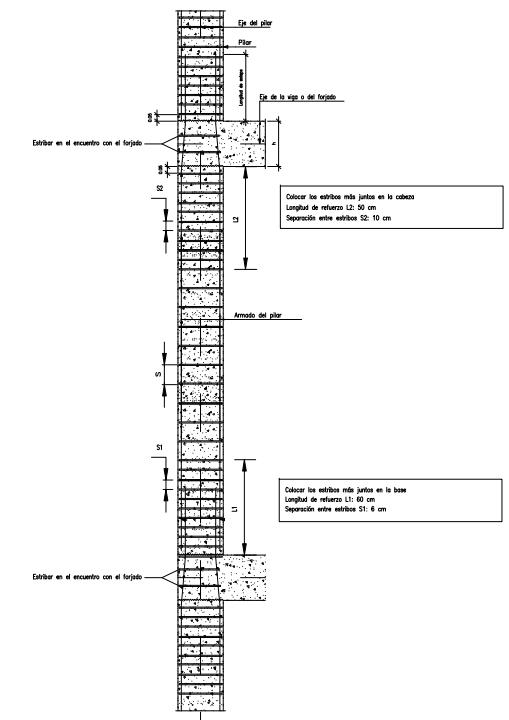 Eje del pilar
Pilar
Longitud de solape
Eje de la viga o del forjado
0.05
Estribar en el encuentro con el forjado
h
0.05
S2
Colocar los estribos más juntos en la cabeza
Longitud de refuerzo L2: 50 cm
Separación entre estribos S2: 10 cm
L2
Armado del pilar
S
S1
Colocar los estribos más juntos en la base
Longitud de refuerzo L1: 60 cm
Separación entre estribos S1: 6 cm
L1
Estribar en el encuentro con el forjado